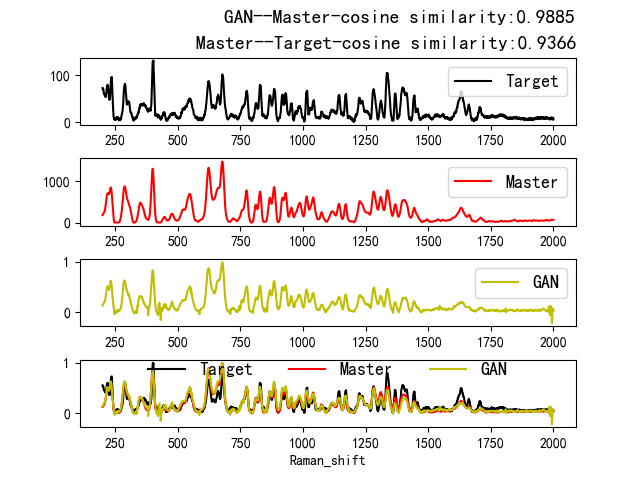 GAN--Master-cosine similarity:0.9885
Master--Target-cosine similarity:0.9366
100
0
Target
250 500 750 1000 1250 1500 1750 2000
1000
0
Master
250 500 750 1000 1250 1500 1750 2000
1
0
GAN
250 500 750 1000 1250 1500 1750 2000
1
0
Target Master GAN
250 500 750 1000 1250 1500 1750 2000
Raman_shift